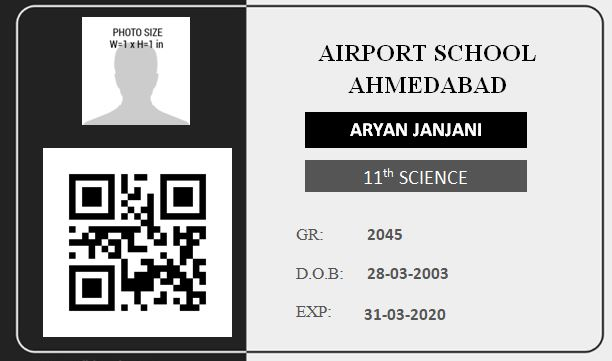 PHOTO SIZE
W=1 x H=1 in
AIRPORT SCHOOL
AHMEDABAD
ARYAN JANJANI
11th SCIENCE
GR: 2045
D.O.B: 28-03-2003
EXP: 31-03-2020